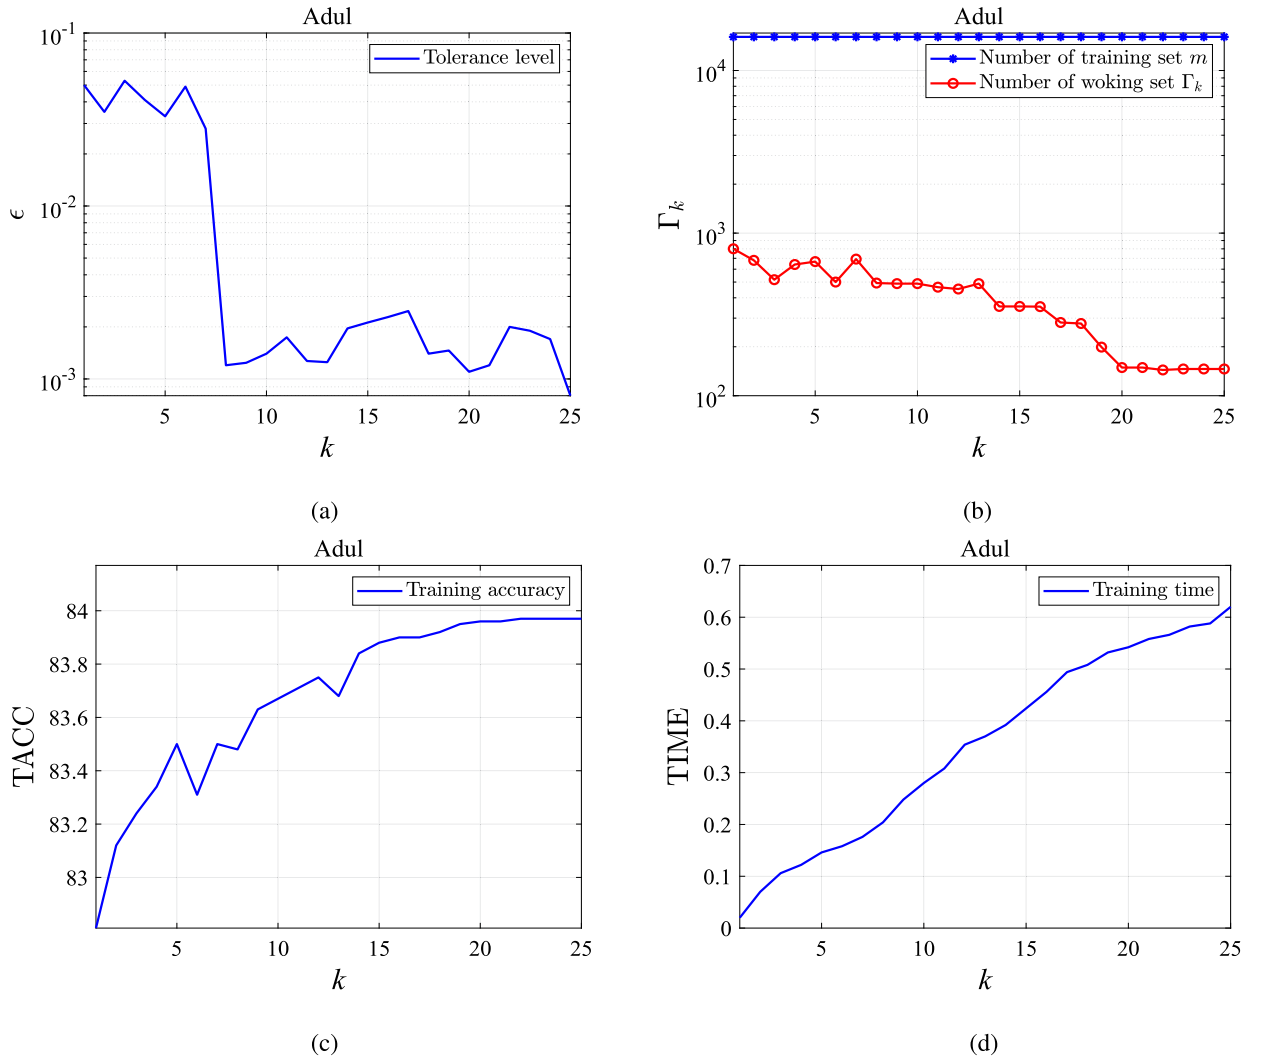 Adul
Tolerance level
10^-1
10^-2
10^-3
ϵ
5 10 15 20 25
k
(a)
Adul
Number of training set m
Number of woking set Γ_k
10^4
10^3
10^2
Γ_k
5 10 15 20 25
k
(b)
Adul
Training accuracy
84
83.8
83.6
83.4
83.2
83
TACC
5 10 15 20 25
k
(c)
Adul
Training time
0.7
0.6
0.5
0.4
0.3
0.2
0.1
0
TIME
5 10 15 20 25
k
(d)